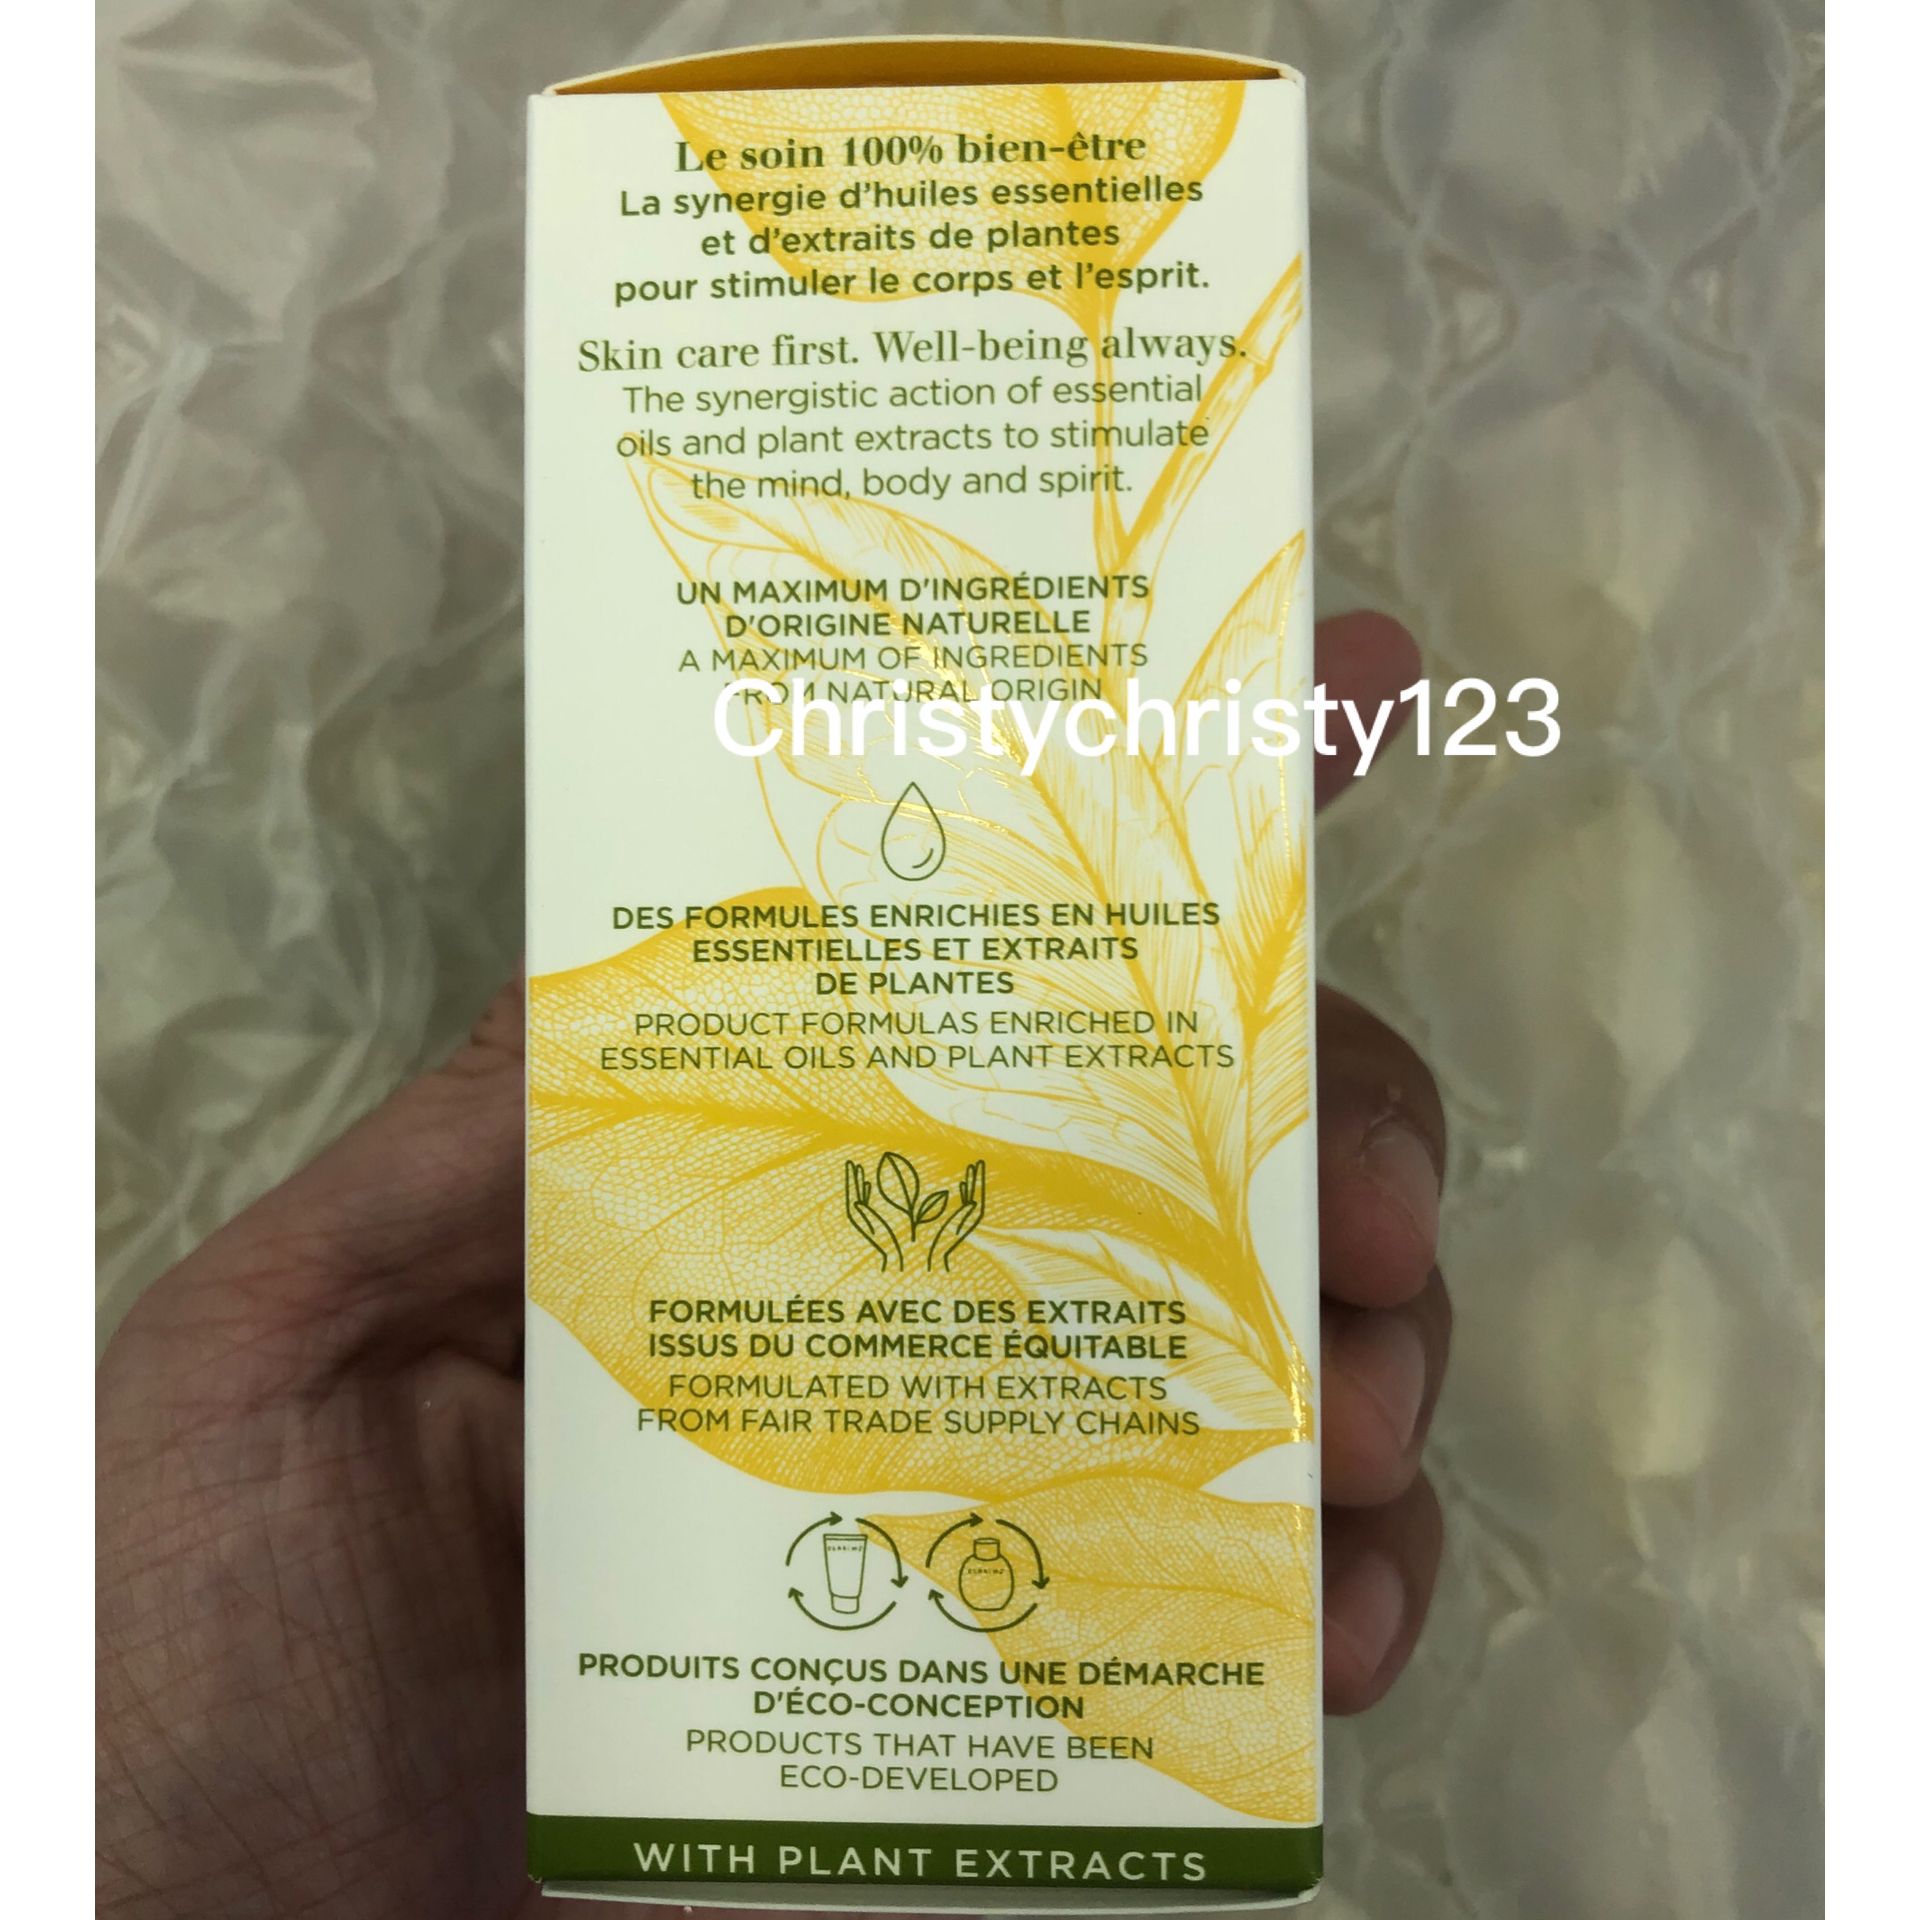 Le soin 100% bien-être
La synergie d'huiles essentielles
et d'extraits de plantes
pour stimuler le corps et l'esprit.
Skin care first. Well-being always.
The synergistic action of essential
oils and plant extracts to stimulate
the mind, body and spirit.
UN MAXIMUM D'INGRÉDIENTS
D'ORIGINE NATURELLE
A MAXIMUM OF INGREDIENTS
FROM NATURAL ORIGIN
Christychristy123
DES FORMULES ENRICHIES EN HUILES
ESSENTIELLES ET EXTRAITS
DE PLANTES
PRODUCT FORMULAS ENRICHED IN
ESSENTIAL OILS AND PLANT EXTRACTS
FORMULÉES AVEC DES EXTRAITS
ISSUS DU COMMERCE ÉQUITABLE
FORMULATED WITH EXTRACTS
FROM FAIR TRADE SUPPLY CHAINS
PRODUITS CONÇUS DANS UNE DÉMARCHE
D'ÉCO-CONCEPTION
PRODUCTS THAT HAVE BEEN
ECO-DEVELOPED
WITH PLANT EXTRACTS